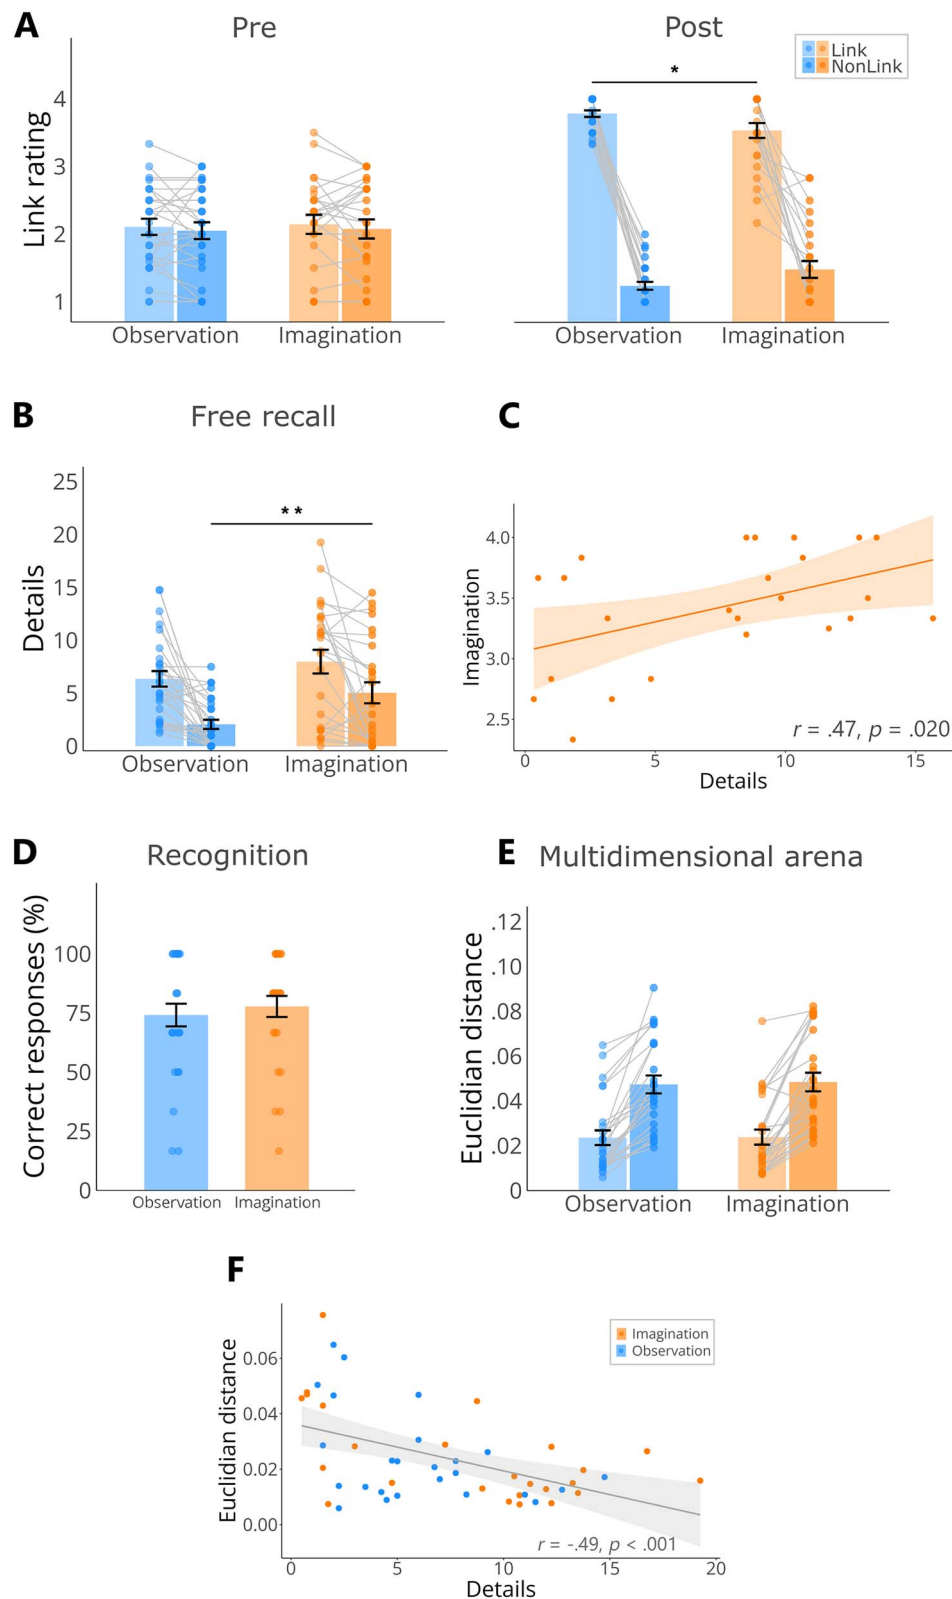 A
Pre
Post
Link
NonLink
*
Link rating
4
3
2
1
Observation
Imagination
Observation
Imagination
B
Free recall
C
Details
25
20
15
10
5
0
**
Observation
Imagination
Imagination
4.0
3.5
3.0
2.5
r = .47, p = .020
0
5
10
15
Details
D
Recognition
E
Multidimensional arena
Correct responses (%)
100
75
50
25
0
Observation
Imagination
Euclidian distance
.12
.10
.08
.06
.04
.02
0
Observation
Imagination
F
Imagination
Observation
Euclidian distance
0.06
0.04
0.02
0.00
r = -.49, p < .001
0
5
10
15
20
Details